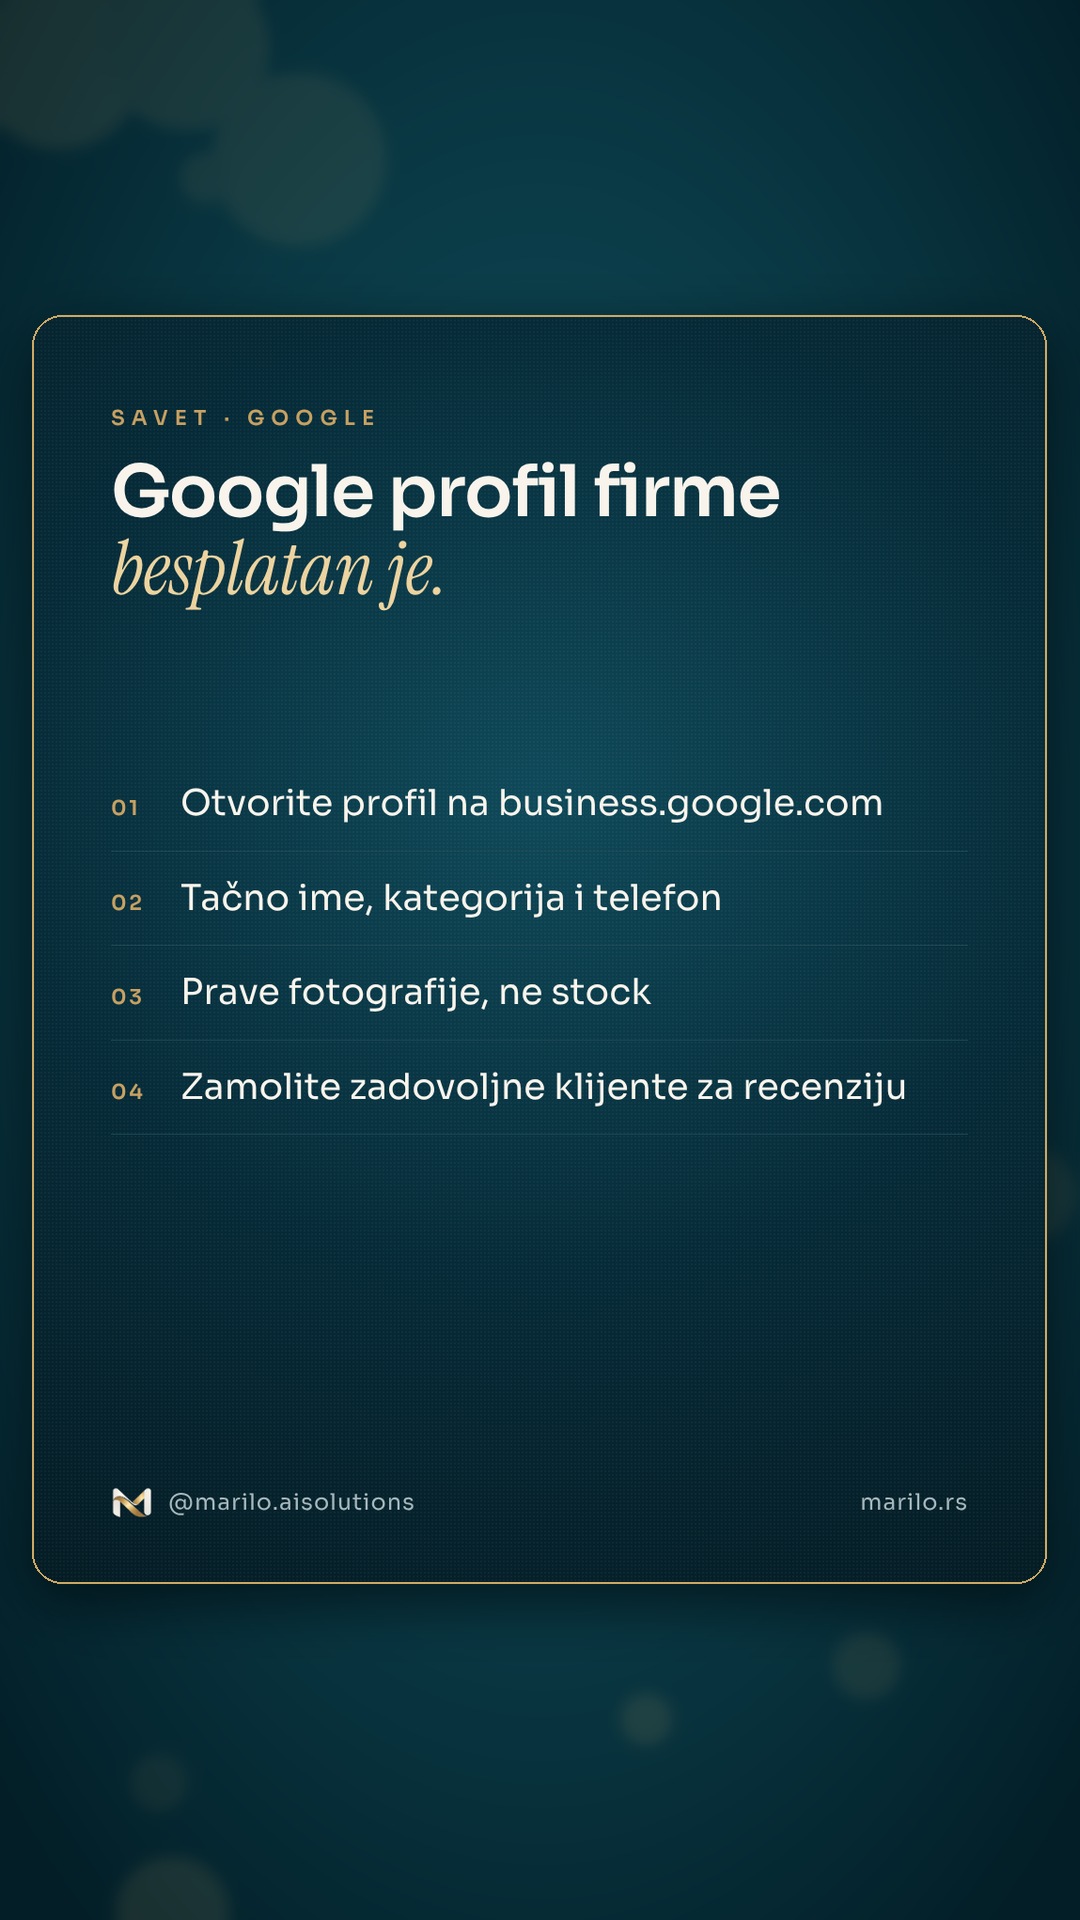 SAVET · GOOGLE
Google profil firme
besplatan je.
01 Otvorite profil na business.google.com
02 Tačno ime, kategorija i telefon
03 Prave fotografije, ne stock
04 Zamolite zadovoljne klijente za recenziju
@marilo.aisolutions marilo.rs